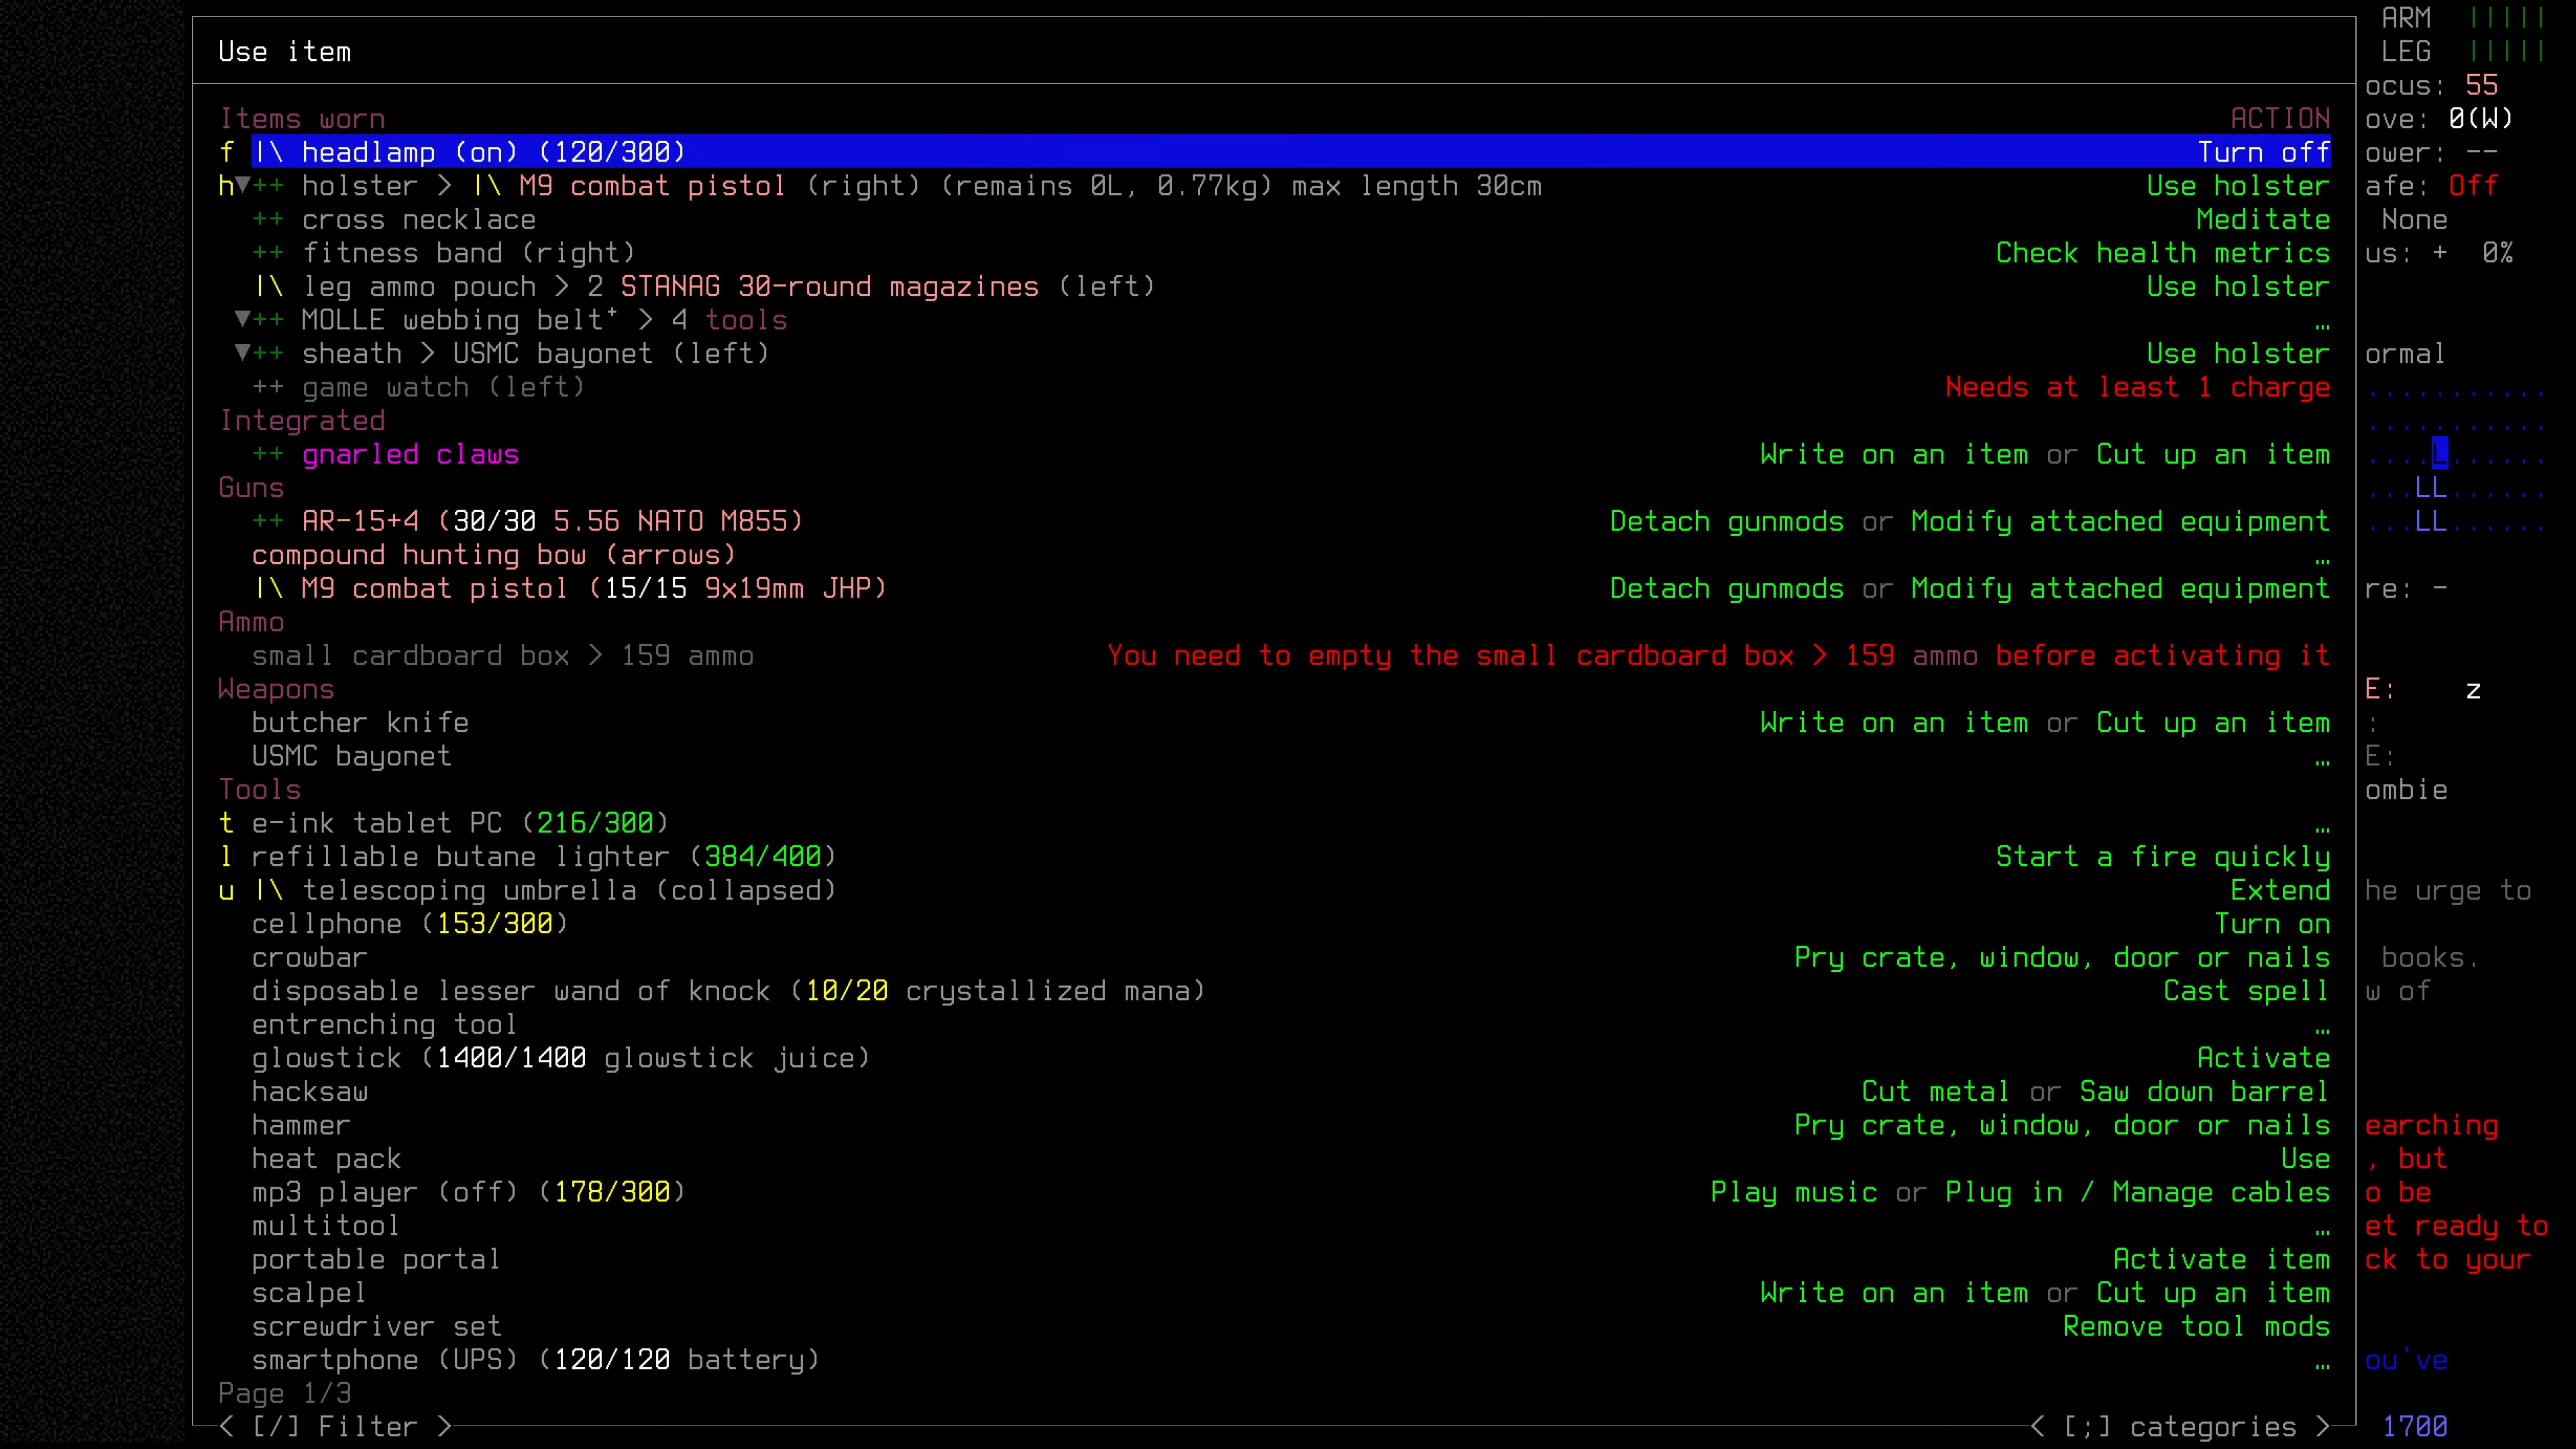 Use item
Items worn ACTION
f |\ headlamp (on) (120/300) Turn off
h▼++ holster > |\ M9 combat pistol (right) (remains 0L, 0.77kg) max length 30cm Use holster
++ cross necklace Meditate
++ fitness band (right) Check health metrics
|\ leg ammo pouch > 2 STANAG 30-round magazines (left) Use holster
▼++ MOLLE webbing belt⁺ > 4 tools …
▼++ sheath > USMC bayonet (left) Use holster
++ game watch (left) Needs at least 1 charge
Integrated
++ gnarled claws Write on an item or Cut up an item
Guns
++ AR-15+4 (30/30 5.56 NATO M855) Detach gunmods or Modify attached equipment
compound hunting bow (arrows) …
|\ M9 combat pistol (15/15 9x19mm JHP) Detach gunmods or Modify attached equipment
Ammo
small cardboard box > 159 ammo You need to empty the small cardboard box > 159 ammo before activating it
Weapons
butcher knife Write on an item or Cut up an item
USMC bayonet …
Tools
t e-ink tablet PC (216/300) …
l refillable butane lighter (384/400) Start a fire quickly
u |\ telescoping umbrella (collapsed) Extend
cellphone (153/300) Turn on
crowbar Pry crate, window, door or nails
disposable lesser wand of knock (10/20 crystallized mana) Cast spell
entrenching tool …
glowstick (1400/1400 glowstick juice) Activate
hacksaw Cut metal or Saw down barrel
hammer Pry crate, window, door or nails
heat pack Use
mp3 player (off) (178/300) Play music or Plug in / Manage cables
multitool …
portable portal Activate item
scalpel Write on an item or Cut up an item
screwdriver set Remove tool mods
smartphone (UPS) (120/120 battery) …
Page 1/3
< [/] Filter > < [;] categories >
ARM |||||
LEG |||||
ocus: 55
ove: 0(W)
ower: --
afe: Off
None
us: + 0%
ormal
...........
...........
....L......
...LL......
...LL......
re: -
E: z
:
E:
ombie
he urge to
books.
w of
earching
, but
o be
et ready to
ck to your
ou've
1700